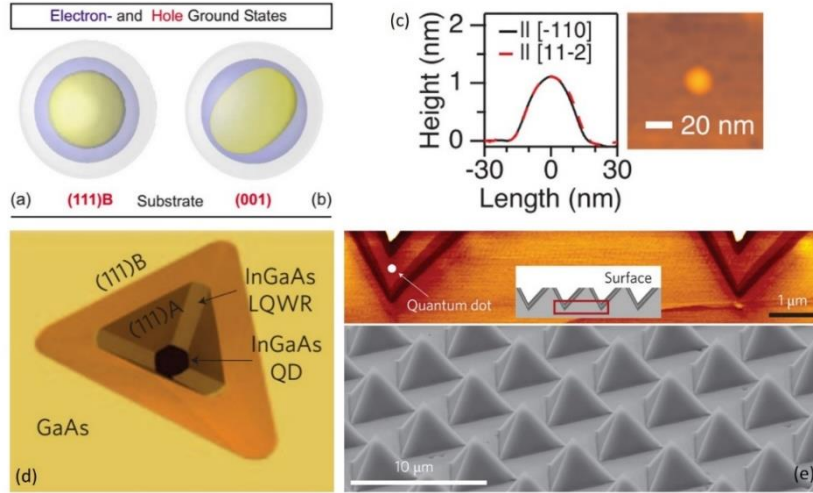 Electron- and Hole Ground States
(a) (111)B Substrate (001) (b)
(c)
2
1
0
Height (nm)
|| [-110]
|| [11-2]
-30 0 30
Length (nm)
20 nm
(111)B
(111)A
InGaAs
LQWR
InGaAs
QD
GaAs
(d)
Quantum dot
Surface
1 μm
10 μm
(e)